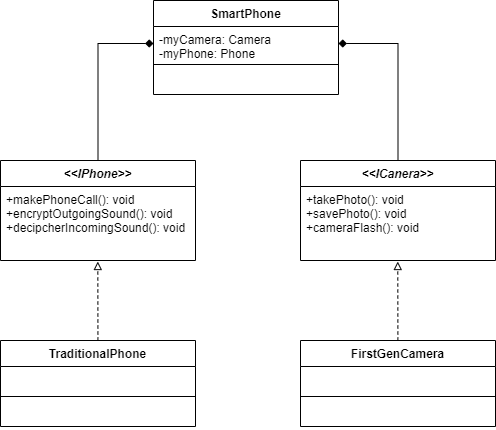 SmartPhone
-myCamera: Camera
-myPhone: Phone
<<IPhone>>
+makePhoneCall(): void
+encryptOutgoingSound(): void
+decipcherIncomingSound(): void
<<ICanera>>
+takePhoto(): void
+savePhoto(): void
+cameraFlash(): void
TraditionalPhone
FirstGenCamera